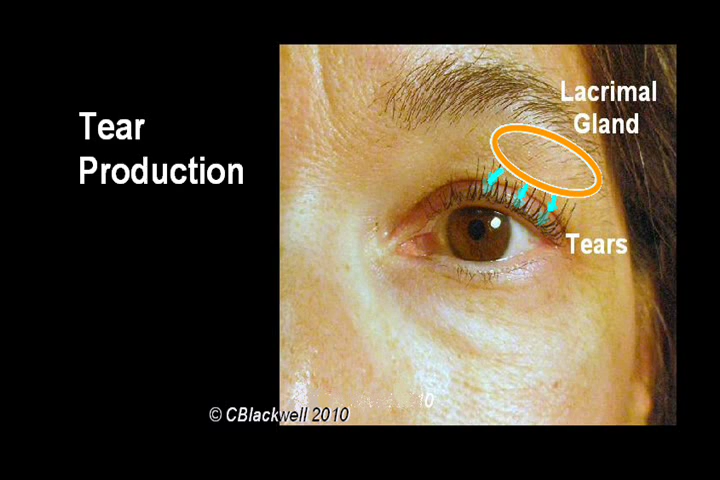 Tear
Production
Lacrimal
Gland
Tears
© CBlackwell 2010